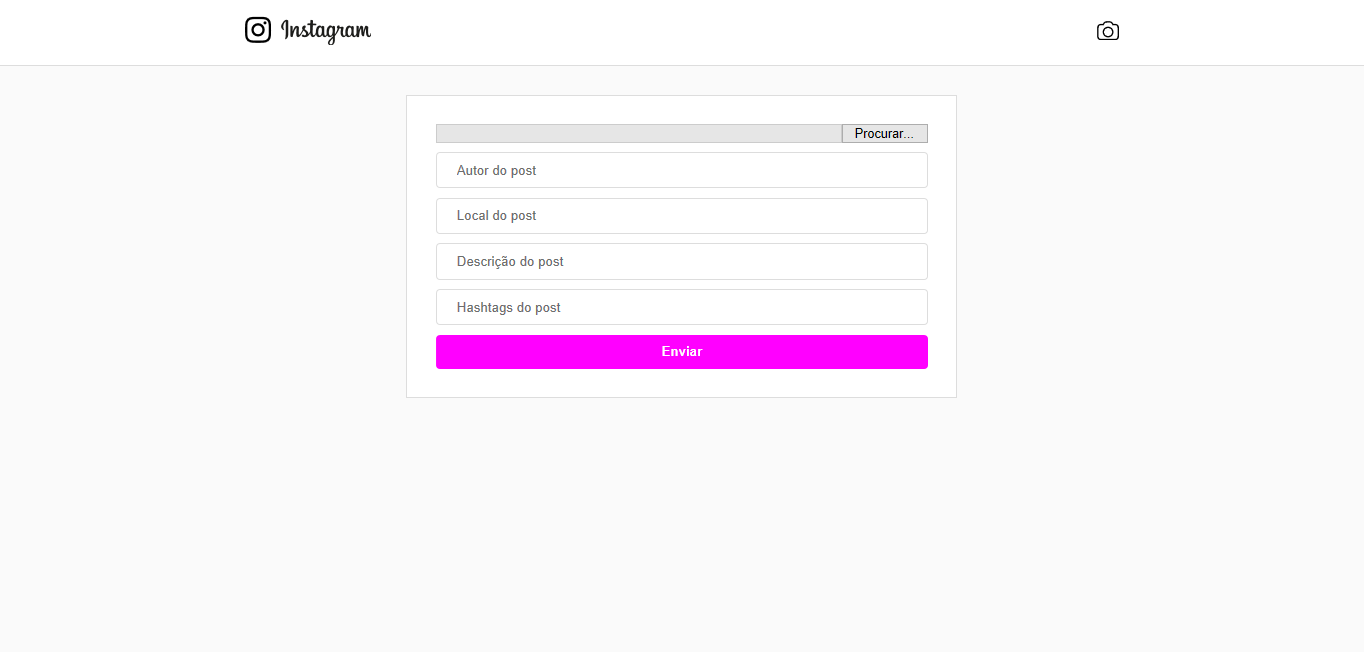 Instagram
Procurar...
Autor do post
Local do post
Descrição do post
Hashtags do post
Enviar